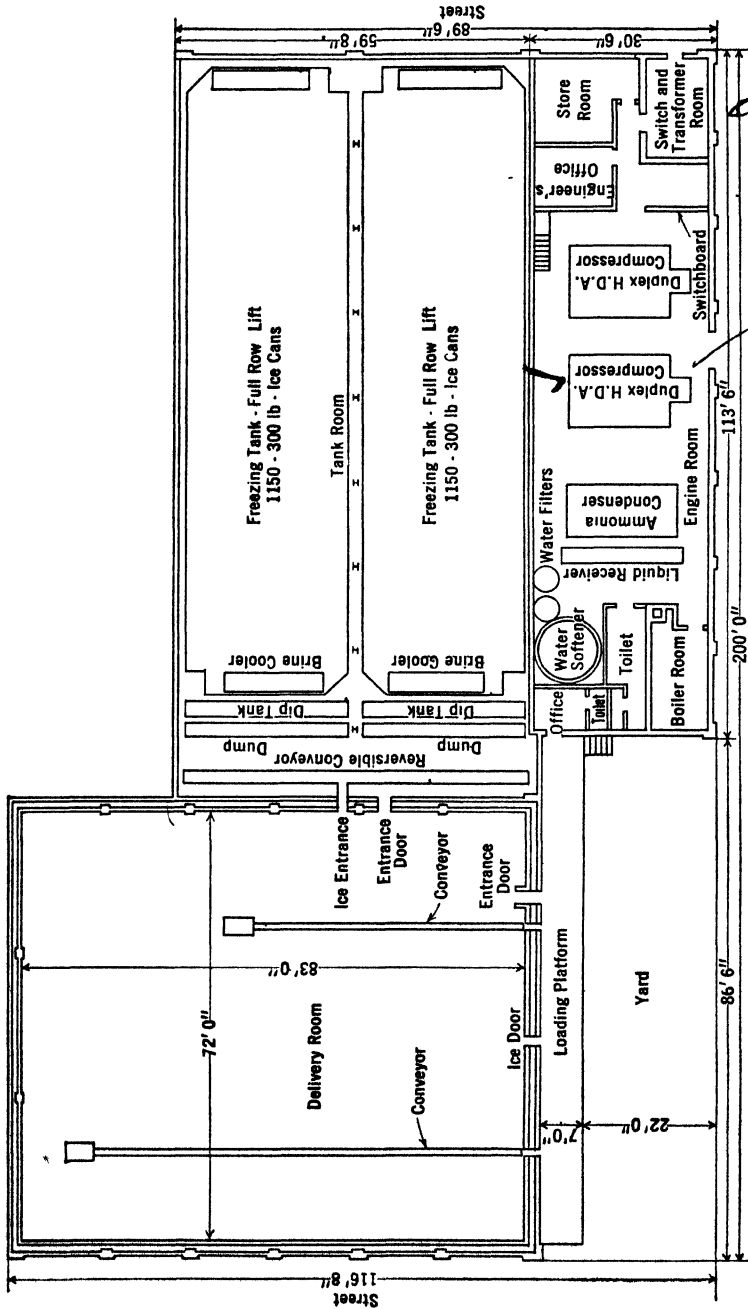 Street
89' 6"
59' 8"
30' 6"
Store
Room
Engineer's
Office
Switch and
Transformer
Room
Switchboard
Freezing Tank - Full Row Lift
1150 - 300 lb - Ice Cans
Tank Room
Freezing Tank - Full Row Lift
1150 - 300 lb - Ice Cans
Duplex H.D.A.
Compressor
Duplex H.D.A.
Compressor
Ammonia
Condenser
Engine Room
113' 6"
200' 0"
Water Filters
Liquid Receiver
Water
Softener
Toilet
Boiler Room
Office
Toilet
Brine Cooler
Brine Cooler
Dip Tank
Dip Tank
Dump
Dump
Reversible Conveyor
Ice Entrance
Entrance
Door
Entrance
Door
Conveyor
83' 0"
72' 0"
Delivery Room
Conveyor
Ice Door
Loading Platform
Yard
86' 6"
7' 0"
22' 0"
116' 8"
Street